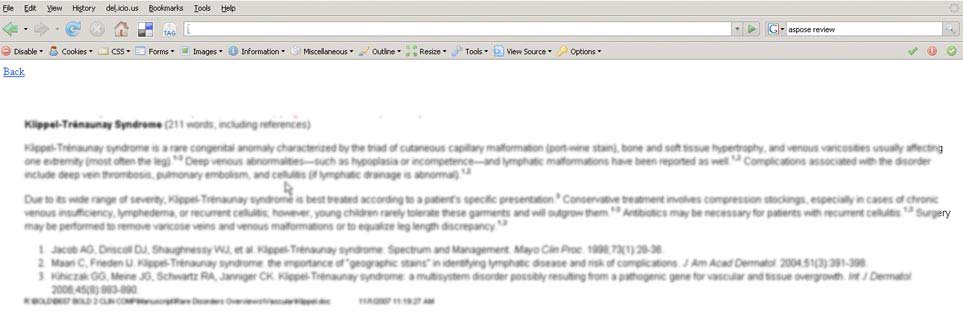 File Edit View History del.icio.us Bookmarks Tools Help
TAG aspose review
Disable Cookies CSS Forms Images Information Miscellaneous Outline Resize Tools View Source Options
Back
Klippel-Trénaunay Syndrome (211 words, including references)
Klippel-Trénaunay syndrome is a rare congenital anomaly characterized by the triad of cutaneous capillary malformation (port-wine stain), bone and soft tissue hypertrophy, and venous varicosities usually affecting
one extremity (most often the leg).1-3 Deep venous abnormalities—such as hypoplasia or incompetence—and lymphatic malformations have been reported as well.1,2 Complications associated with the disorder
include deep vein thrombosis, pulmonary embolism, and cellulitis (if lymphatic drainage is abnormal).1,2
Due to its wide range of severity, Klippel-Trénaunay syndrome is best treated according to a patient's specific presentation.3 Conservative treatment involves compression stockings, especially in cases of chronic
venous insufficiency, lymphedema, or recurrent cellulitis; however, young children rarely tolerate these garments and will outgrow them. Antibiotics may be necessary for patients with recurrent cellulitis.1,3 Surgery
may be performed to remove varicose veins and venous malformations or to equalize leg length discrepancy.1-3
1. Jacob AG, Driscoll DJ, Shaughnessy WJ, et al. Klippel-Trénaunay syndrome: Spectrum and Management. Mayo Clin Proc. 1998;73(1):28-36.
2. Maari C, Frieden IJ. Klippel-Trénaunay syndrome: the importance of "geographic stains" in identifying lymphatic disease and risk of complications. J Am Acad Dermatol. 2004;51(3):391-398.
3. Kihiczak GG, Meine JG, Schwartz RA, Janniger CK. Klippel-Trénaunay syndrome: a multisystem disorder possibly resulting from a pathogenic gene for vascular and tissue overgrowth. Int J Dermatol
2006;45(8):883-890.
R:\BOLD\0657 BOLD 2 CLIN COMP\Manuscript\Rare Disorders Overviews\Vascular\Klippel.doc 11/1/2007 11:19:27 AM